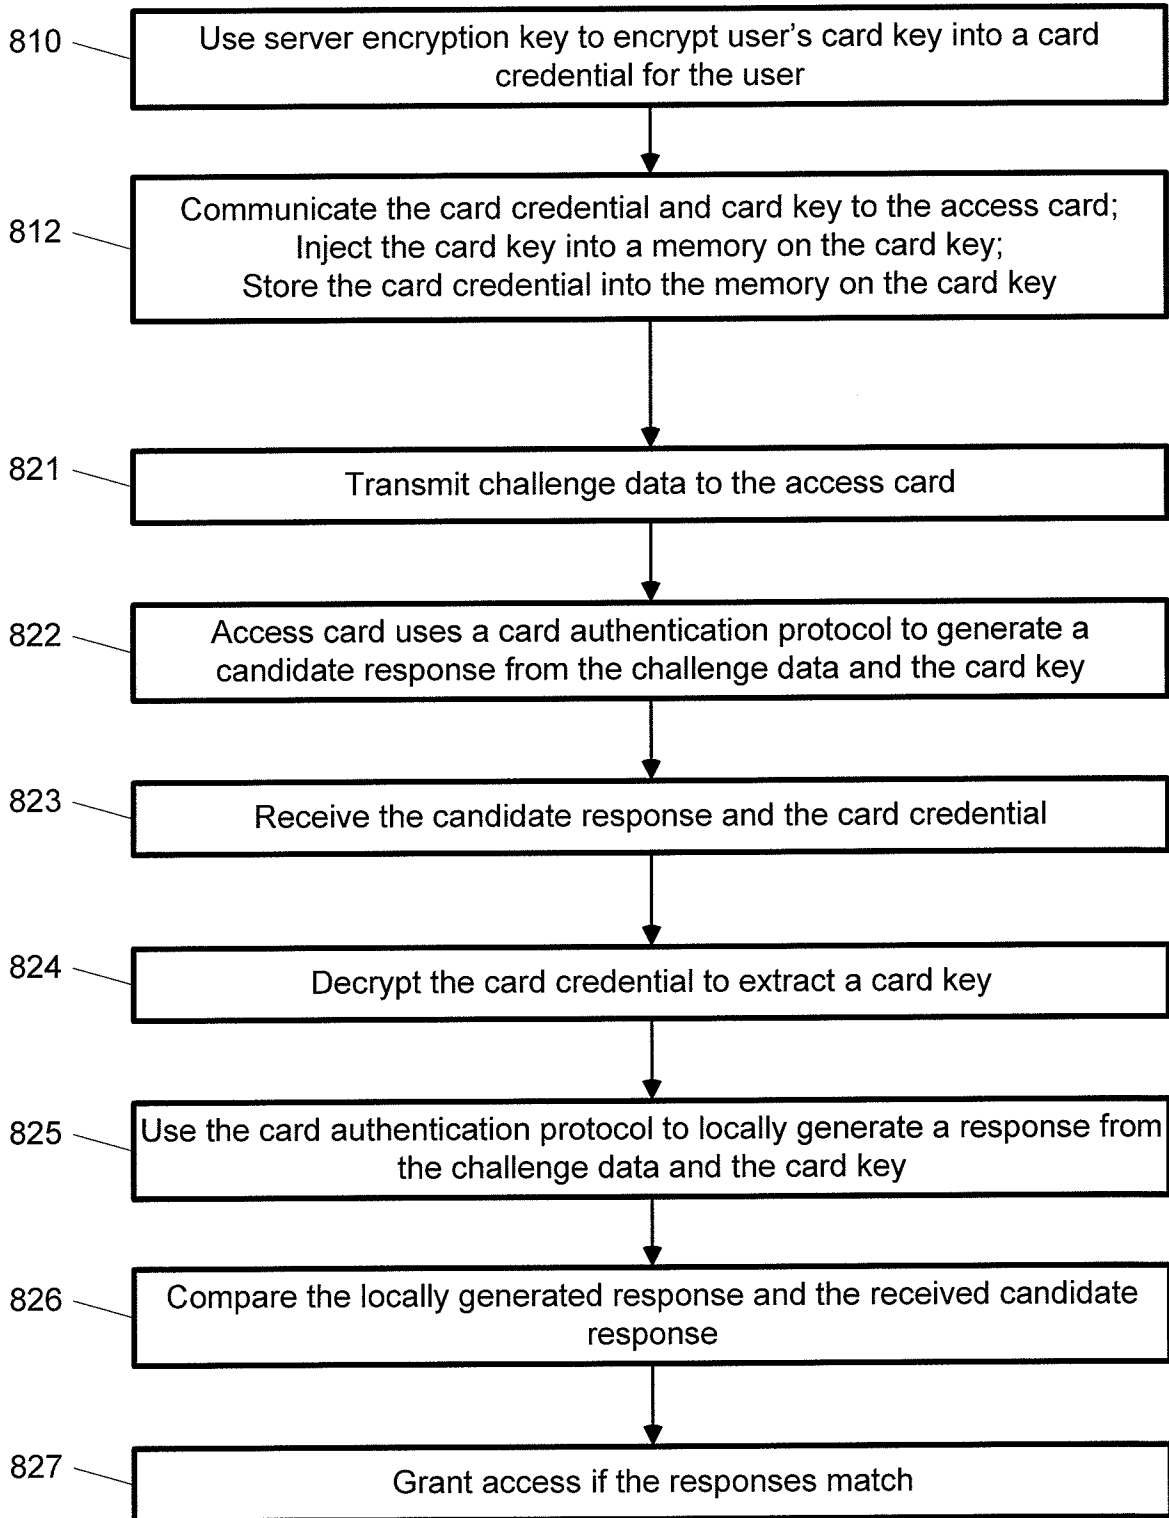 810
Use server encryption key to encrypt user's card key into a card
credential for the user
812
Communicate the card credential and card key to the access card;
Inject the card key into a memory on the card key;
Store the card credential into the memory on the card key
821
Transmit challenge data to the access card
822
Access card uses a card authentication protocol to generate a
candidate response from the challenge data and the card key
823
Receive the candidate response and the card credential
824
Decrypt the card credential to extract a card key
825
Use the card authentication protocol to locally generate a response from
the challenge data and the card key
826
Compare the locally generated response and the received candidate
response
827
Grant access if the responses match